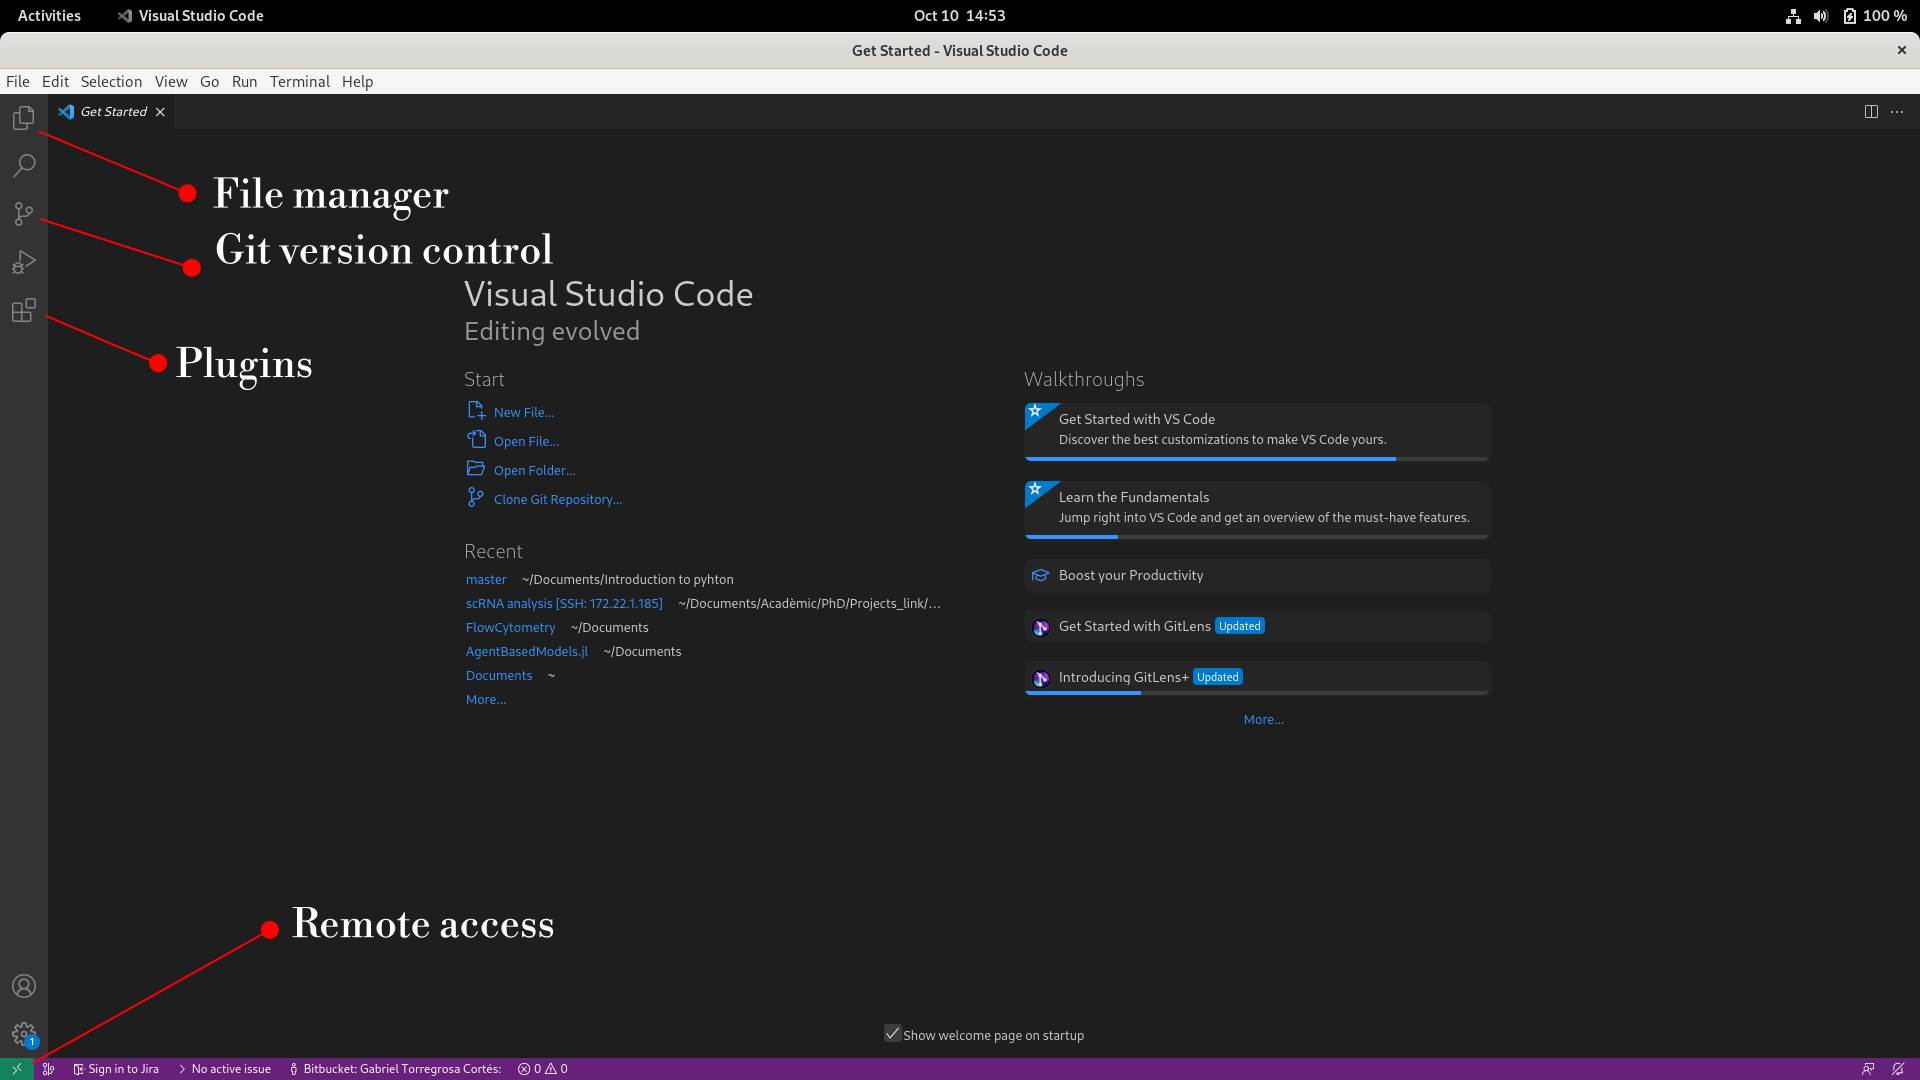 Activities Visual Studio Code Oct 10 14:53 100 %
Get Started - Visual Studio Code
File Edit Selection View Go Run Terminal Help
Get Started
File manager
Git version control
Visual Studio Code
Editing evolved
Plugins
Start
New File...
Open File...
Open Folder...
Clone Git Repository...
Recent
master ~/Documents/Introduction to pyhton
scRNA analysis [SSH: 172.22.1.185] ~/Documents/Acadèmic/PhD/Projects_link/...
FlowCytometry ~/Documents
AgentBasedModels.jl ~/Documents
Documents ~
More...
Walkthroughs
Get Started with VS Code
Discover the best customizations to make VS Code yours.
Learn the Fundamentals
Jump right into VS Code and get an overview of the must-have features.
Boost your Productivity
Get Started with GitLens Updated
Introducing GitLens+ Updated
More...
Remote access
Show welcome page on startup
1
Sign in to Jira No active issue Bitbucket: Gabriel Torregrosa Cortés: 0 0